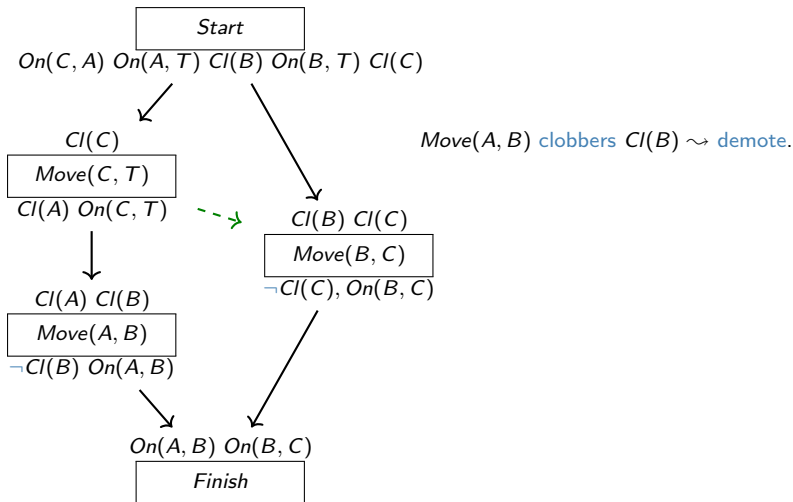 Start
On(C, A) On(A, T) Cl(B) On(B, T) Cl(C)
Cl(C)
Move(C, T)
Cl(A) On(C, T)
Move(A, B) clobbers Cl(B) ⇝ demote.
Cl(B) Cl(C)
Move(B, C)
¬Cl(C), On(B, C)
Cl(A) Cl(B)
Move(A, B)
¬Cl(B) On(A, B)
On(A, B) On(B, C)
Finish